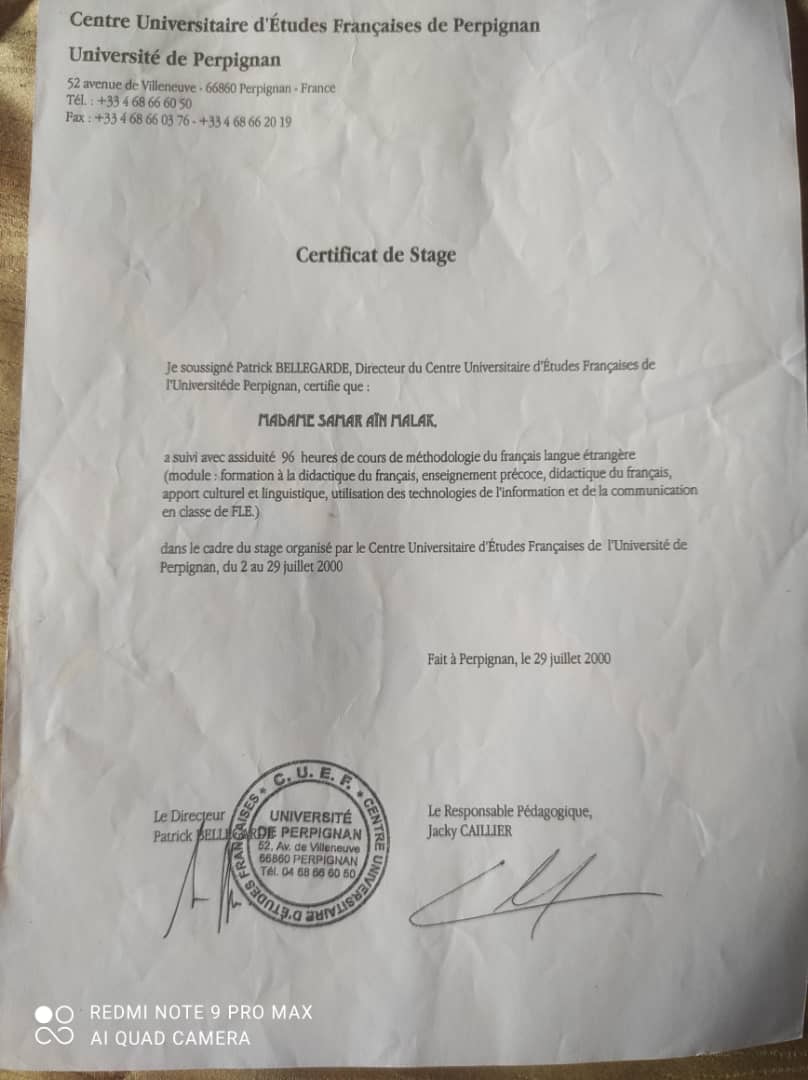 Centre Universitaire d'Études Françaises de Perpignan
Université de Perpignan
52 avenue de Villeneuve - 66860 Perpignan - France
Tél. : +33 4 68 66 60 50
Fax : +33 4 68 66 03 76 - +33 4 68 66 20 19
Certificat de Stage
Je soussigné Patrick BELLEGARDE, Directeur du Centre Universitaire d'Études Françaises de
l'Universitéde Perpignan, certifie que :
MADAME SAMAR AÏN MALAK,
a suivi avec assiduité 96 heures de cours de méthodologie du français langue étrangère
(module : formation à la didactique du français, enseignement précoce, didactique du français,
apport culturel et linguistique, utilisation des technologies de l'information et de la communication
en classe de FLE.)
dans le cadre du stage organisé par le Centre Universitaire d'Études Françaises de l'Université de
Perpignan, du 2 au 29 juillet 2000
Fait à Perpignan, le 29 juillet 2000
Le Directeur
Patrick BELLEGARDE
C. U. E. F. * CENTRE UNIVERSITAIRE D'ÉTUDES FRANÇAISES *
UNIVERSITÉ
DE PERPIGNAN
52, Av. de Villeneuve
66860 PERPIGNAN
Tél. 04 68 66 60 50
Le Responsable Pédagogique,
Jacky CAILLIER
REDMI NOTE 9 PRO MAX
AI QUAD CAMERA